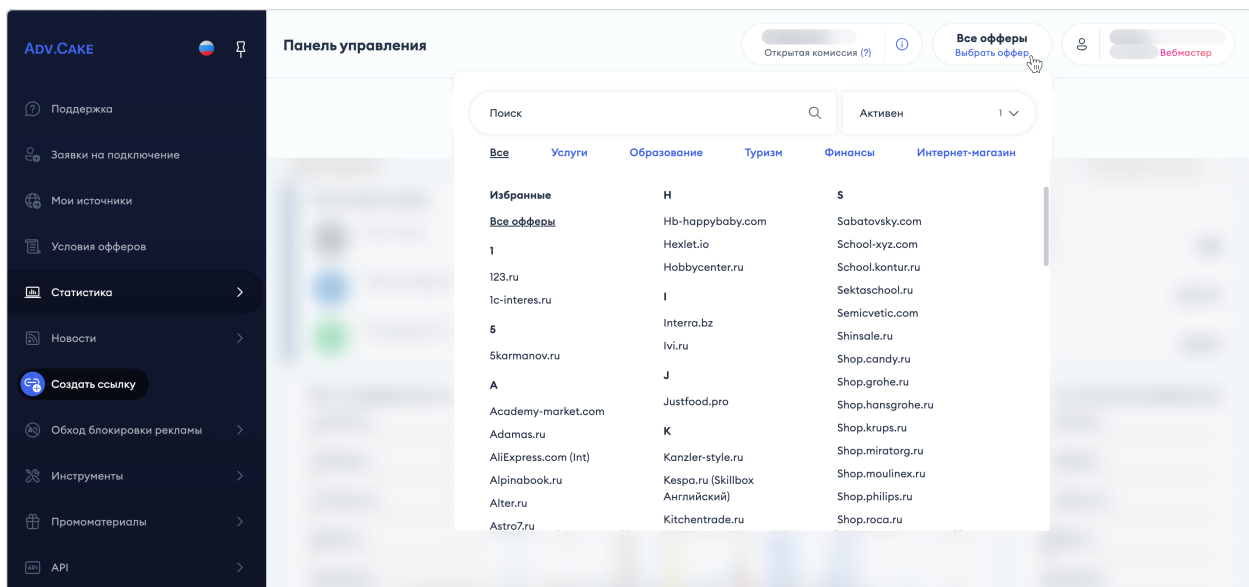 ADV.CAKE
Поддержка
Заявки на подключение
Мои источники
Условия офферов
Статистика
Новости
Создать ссылку
Обход блокировки рекламы
Инструменты
Промоматериалы
API
API
Панель управления
Открытая комиссия (?)
Все офферы
Выбрать оффер
Вебмастер
Поиск
Активен 1
Все Услуги Образование Туризм Финансы Интернет-магазин
Избранные
Все офферы
1
123.ru
1c-interes.ru
5
5karmanov.ru
A
Academy-market.com
Adamas.ru
AliExpress.com (Int)
Alpinabook.ru
Alter.ru
Astro7.ru
H
Hb-happybaby.com
Hexlet.io
Hobbycenter.ru
I
Interra.bz
Ivi.ru
J
Justfood.pro
K
Kanzler-style.ru
Kespa.ru (Skillbox
Английский)
Kitchentrade.ru
S
Sabatovsky.com
School-xyz.com
School.kontur.ru
Sektaschool.ru
Semicvetic.com
Shinsale.ru
Shop.candy.ru
Shop.grohe.ru
Shop.hansgrohe.ru
Shop.krups.ru
Shop.miratorg.ru
Shop.moulinex.ru
Shop.philips.ru
Shop.roca.ru